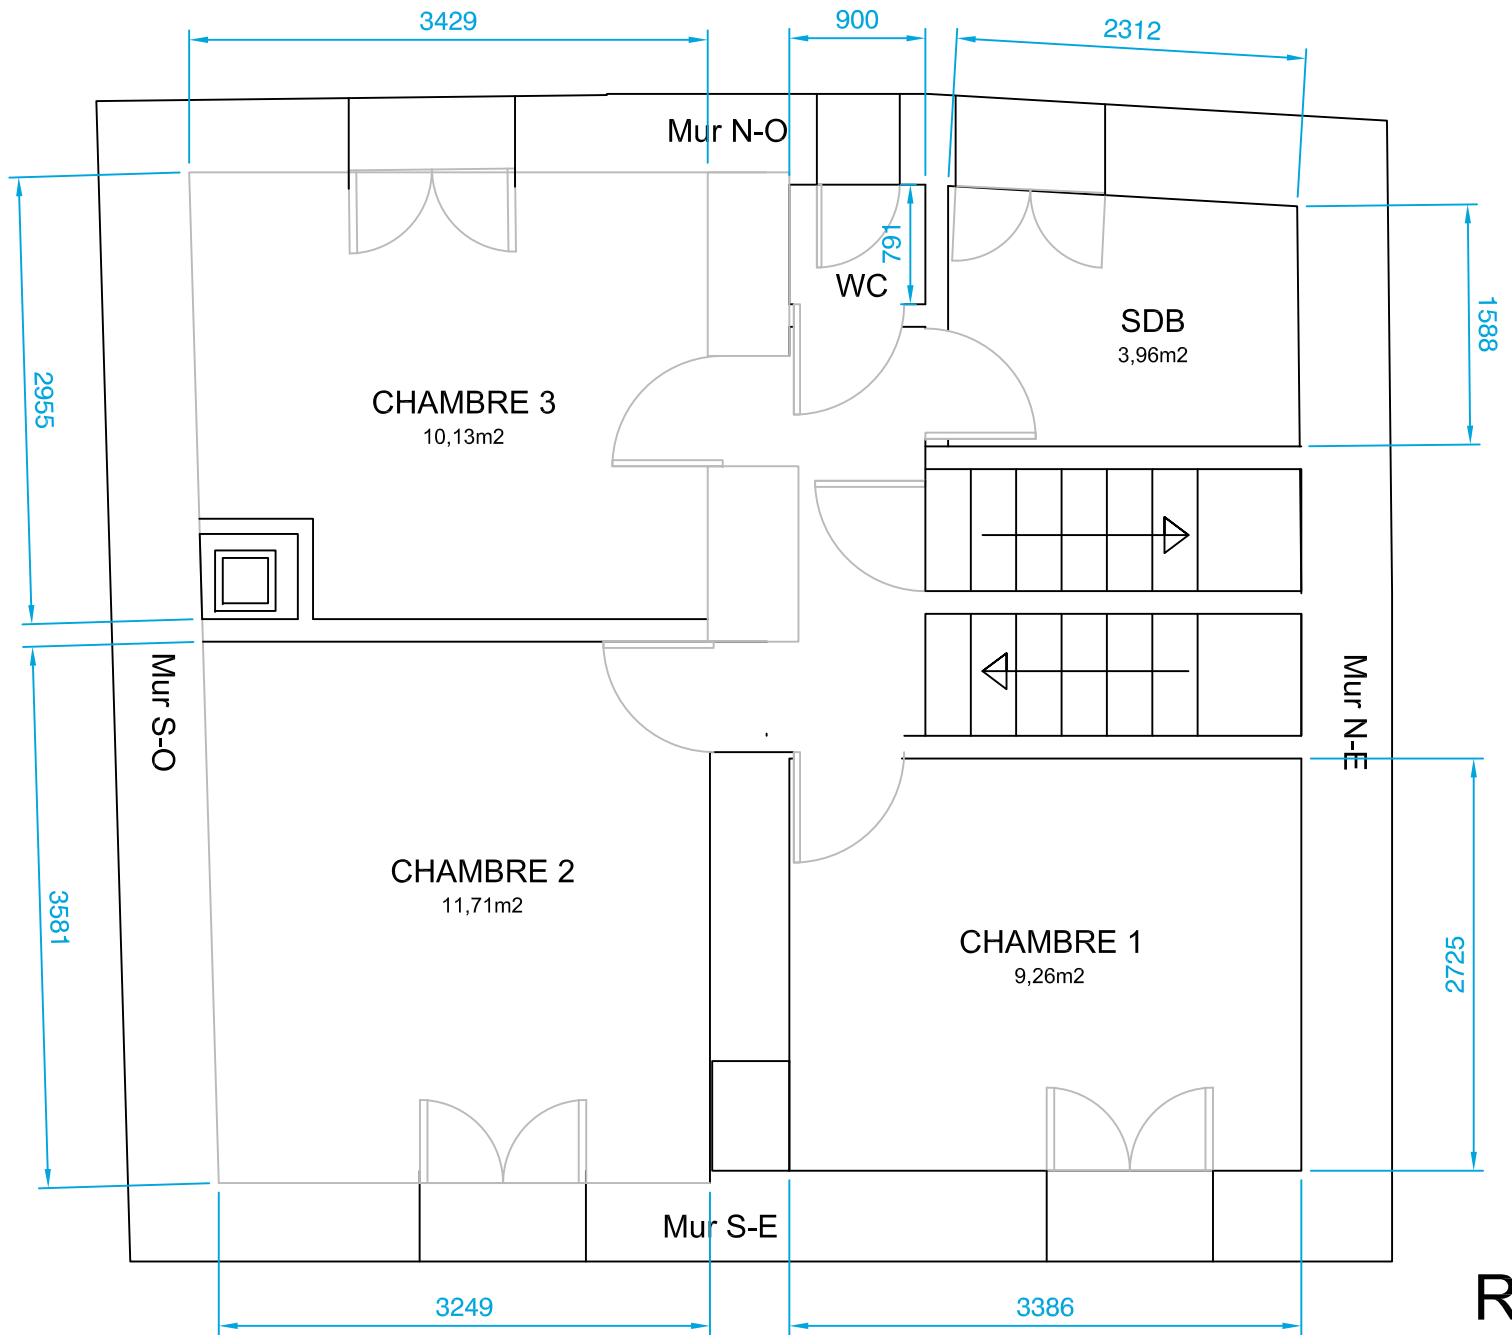 3429
900
2312
Mur N-O
791
WC
SDB
3,96m2
1588
2955
CHAMBRE 3
10,13m2
Mur S-O
Mur N-E
3581
CHAMBRE 2
11,71m2
CHAMBRE 1
9,26m2
2725
Mur S-E
R
3249
3386